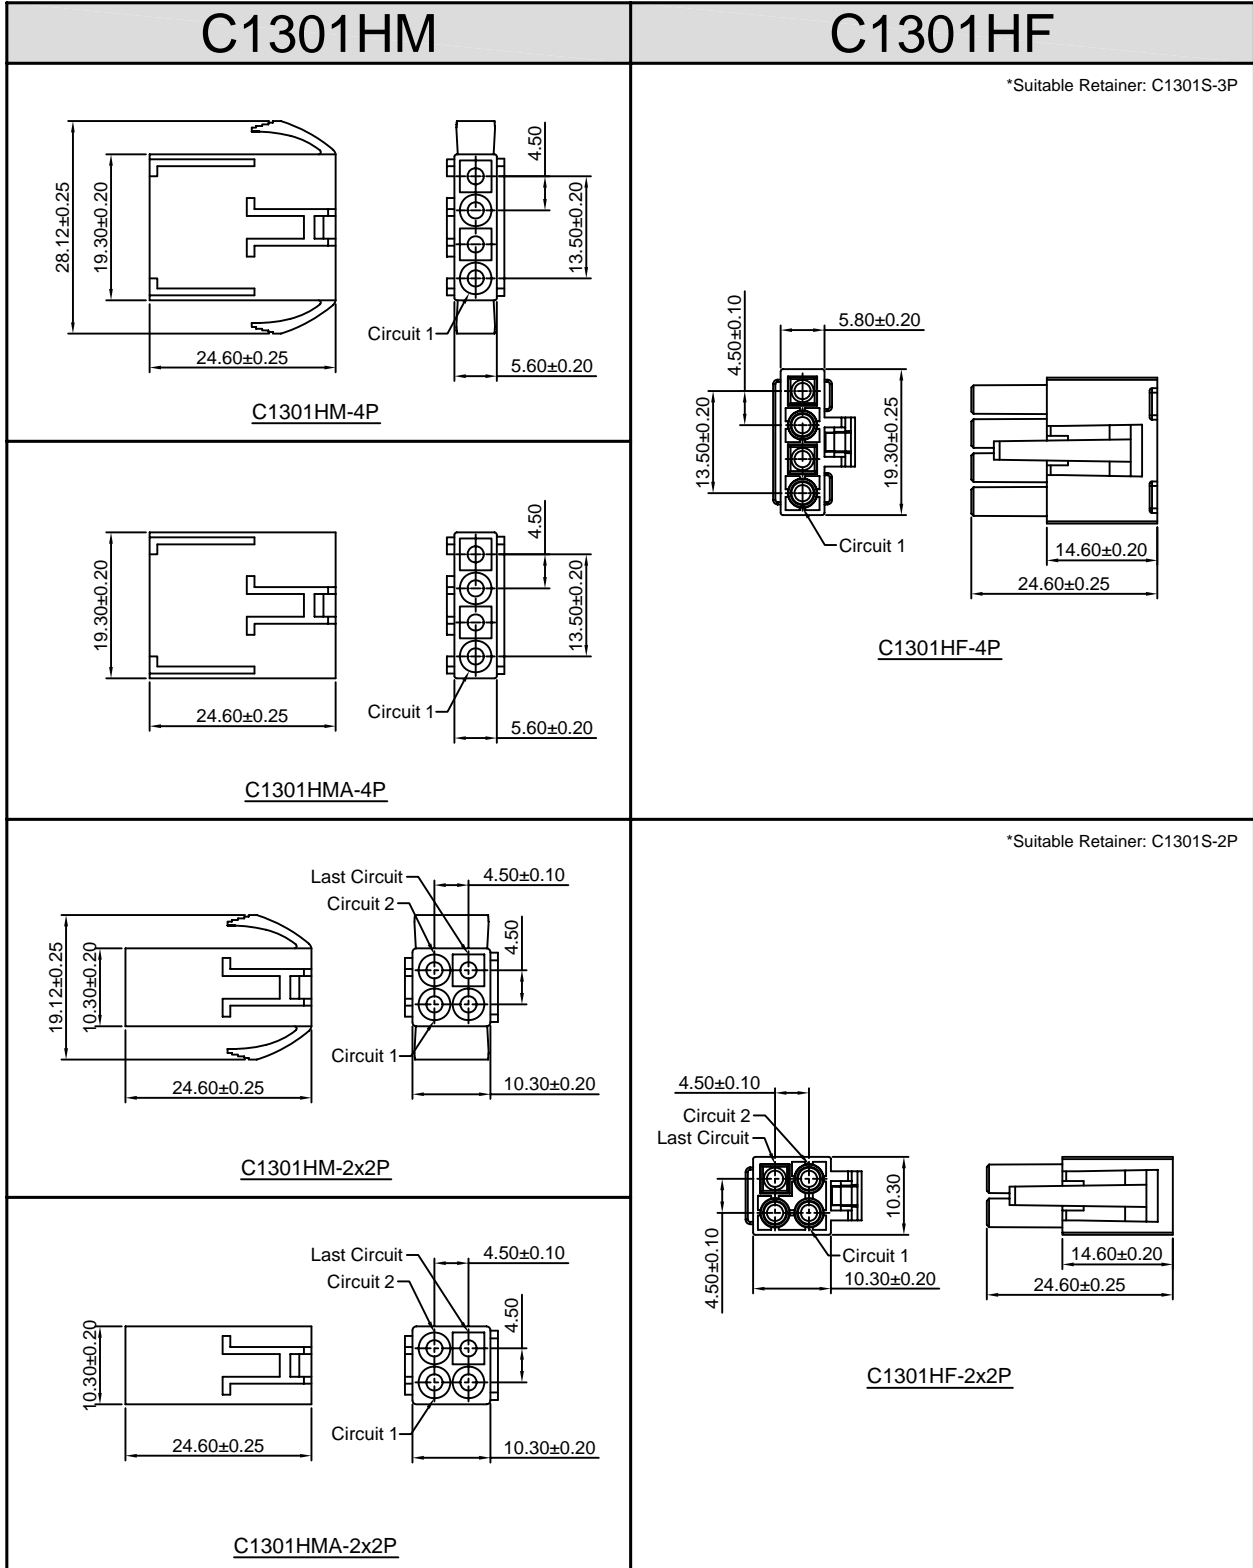 C1301HM
C1301HF
28.12±0.25
19.30±0.20
24.60±0.25
4.50
13.50±0.20
Circuit 1
5.60±0.20
C1301HM-4P
19.30±0.20
24.60±0.25
4.50
13.50±0.20
Circuit 1
5.60±0.20
C1301HMA-4P
*Suitable Retainer: C1301S-3P
4.50±0.10
5.80±0.20
13.50±0.20
19.30±0.25
Circuit 1
14.60±0.20
24.60±0.25
C1301HF-4P
Last Circuit
4.50±0.10
Circuit 2
4.50
19.12±0.25
10.30±0.20
Circuit 1
24.60±0.25
10.30±0.20
C1301HM-2x2P
Last Circuit
4.50±0.10
Circuit 2
4.50
10.30±0.20
Circuit 1
24.60±0.25
10.30±0.20
C1301HMA-2x2P
*Suitable Retainer: C1301S-2P
4.50±0.10
Circuit 2
Last Circuit
10.30
4.50±0.10
Circuit 1
10.30±0.20
14.60±0.20
24.60±0.25
C1301HF-2x2P